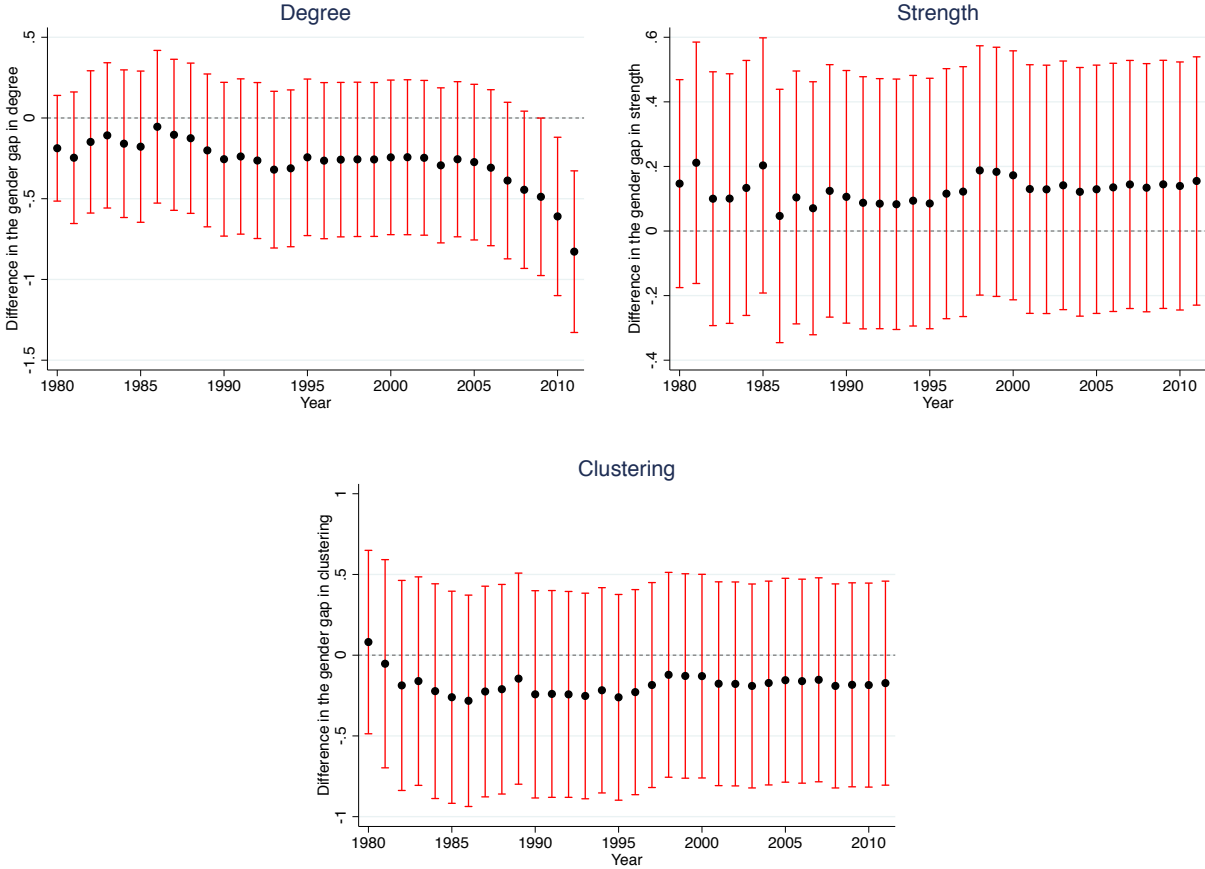 Degree
Difference in the gender gap in degree
.5
0
-.5
-1
-1.5
1980 1985 1990 1995 2000 2005 2010
Year
Strength
Difference in the gender gap in strength
.6
.4
.2
0
-.2
-.4
1980 1985 1990 1995 2000 2005 2010
Year
Clustering
Difference in the gender gap in clustering
1
.5
0
-.5
-1
1980 1985 1990 1995 2000 2005 2010
Year